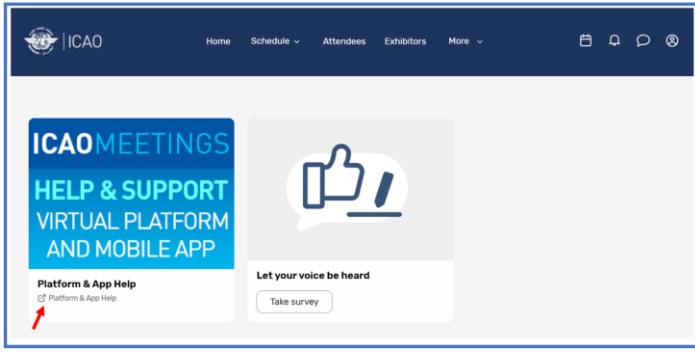 ICAO
Home Schedule Attendees Exhibitors More
ICAOMEETINGS
HELP & SUPPORT
VIRTUAL PLATFORM
AND MOBILE APP
Platform & App Help
Platform & App Help
Let your voice be heard
Take survey